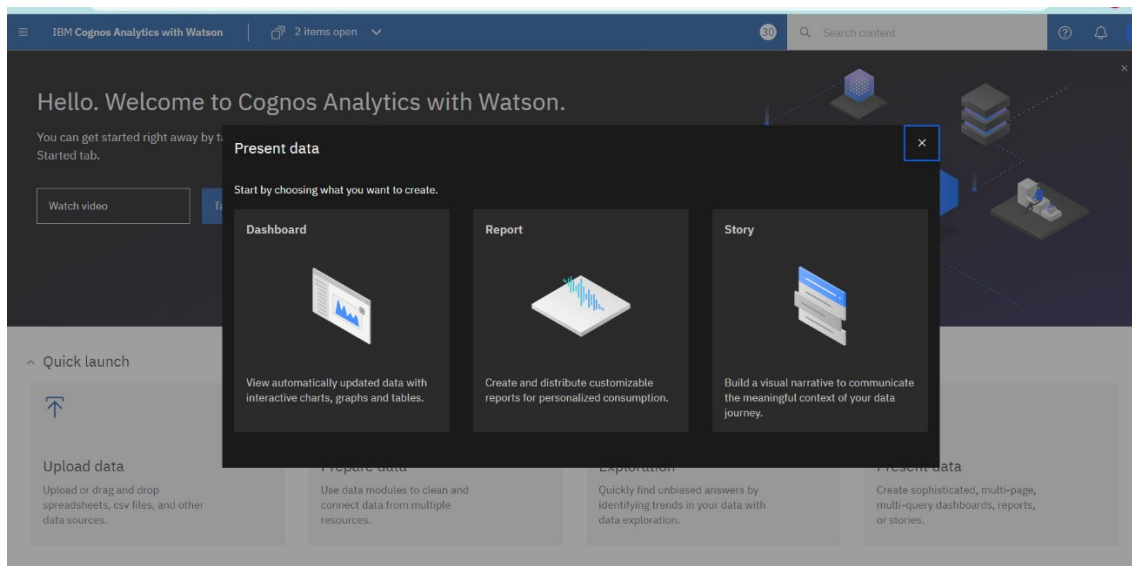 IBM Cognos Analytics with Watson
2 items open
30
Search content
Hello. Welcome to Cognos Analytics with Watson.
You can get started right away by
Started tab.
Watch video
Present data
Start by choosing what you want to create.
Dashboard
View automatically updated data with
interactive charts, graphs and tables.
Report
Create and distribute customizable
reports for personalized consumption.
Story
Build a visual narrative to communicate
the meaningful context of your data
journey.
Quick launch
Upload data
Upload or drag and drop
spreadsheets, csv files, and other
data sources.
Prepare data
Use data modules to clean and
connect data from multiple
resources.
Exploration
Quickly find unbiased answers by
identifying trends in your data with
data exploration.
Present data
Create sophisticated, multi-page,
multi-query dashboards, reports,
or stories.